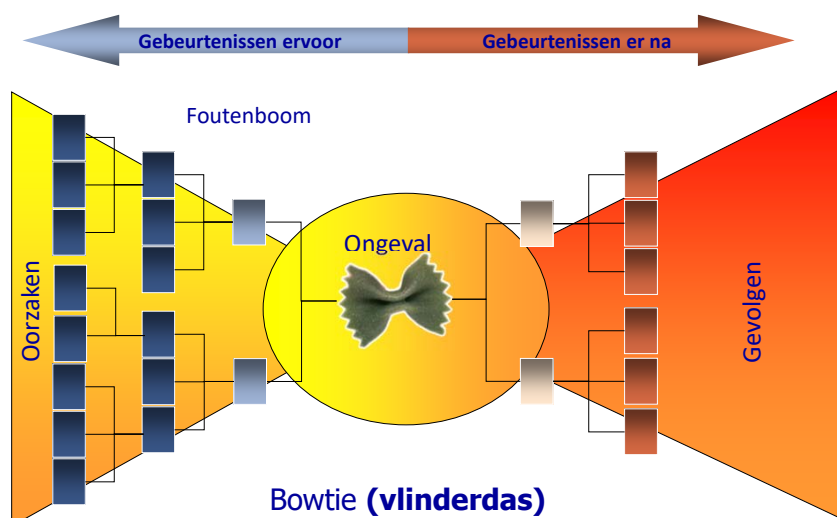 Gebeurtenissen ervoor
Gebeurtenissen er na
Foutenboom
Ongeval
Oorzaken
Gevolgen
Bowtie (vlinderdas)